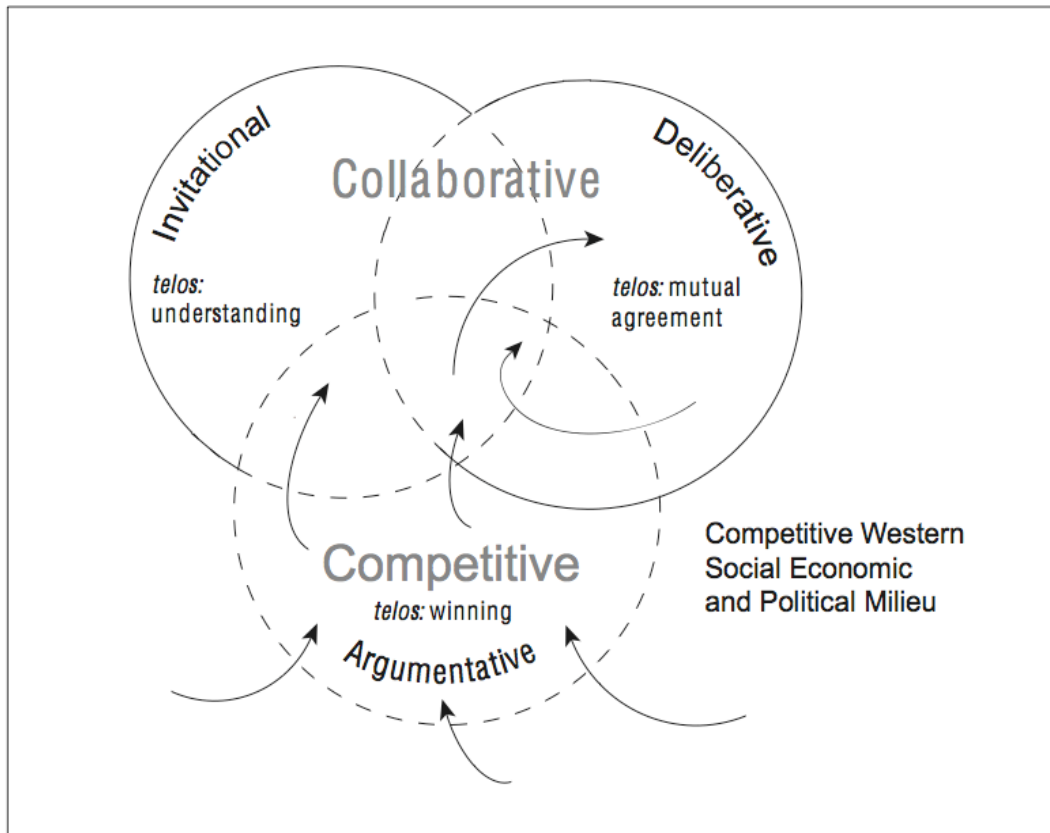 Invitational
Collaborative
Deliberative
telos:
understanding
telos: mutual
agreement
Competitive
telos: winning
Argumentative
Competitive Western
Social Economic
and Political Milieu